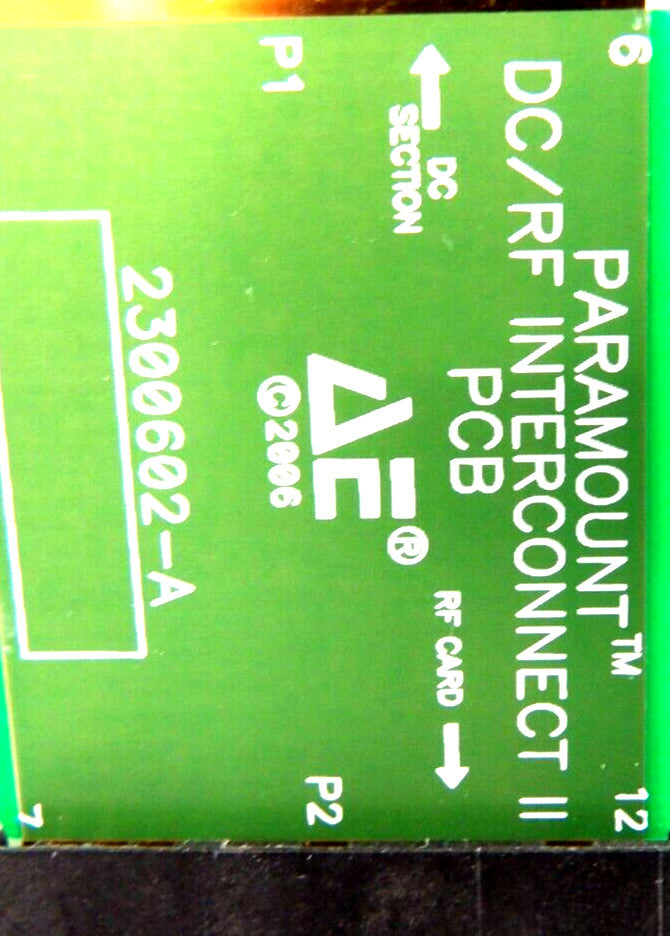 6
12
PARAMOUNT™
DC/RF INTERCONNECT II
PCB
DC
SECTION
RF CARD
P1
P2
AE®
©2006
2300602-A
7